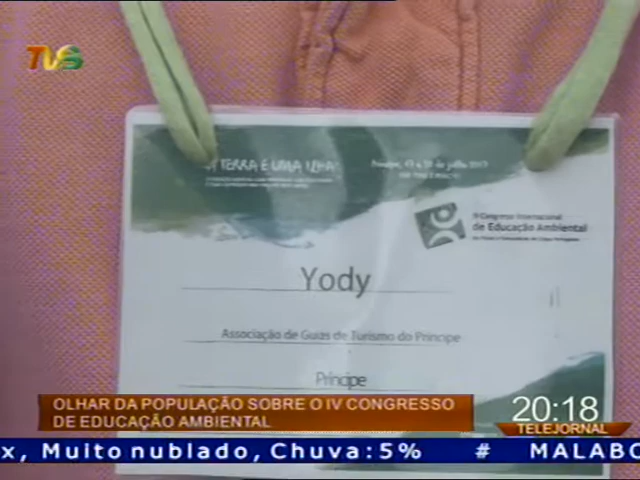 TVS
A TERRA É UMA ILHA
Congresso Internacional
de Educação Ambiental
Yody
Associação de Guias de Turismo do Príncipe
Príncipe
OLHAR DA POPULAÇÃO SOBRE O IV CONGRESSO
DE EDUCAÇÃO AMBIENTAL
20:18
TELEJORNAL
x, Muito nublado, Chuva: 5% # MALABO